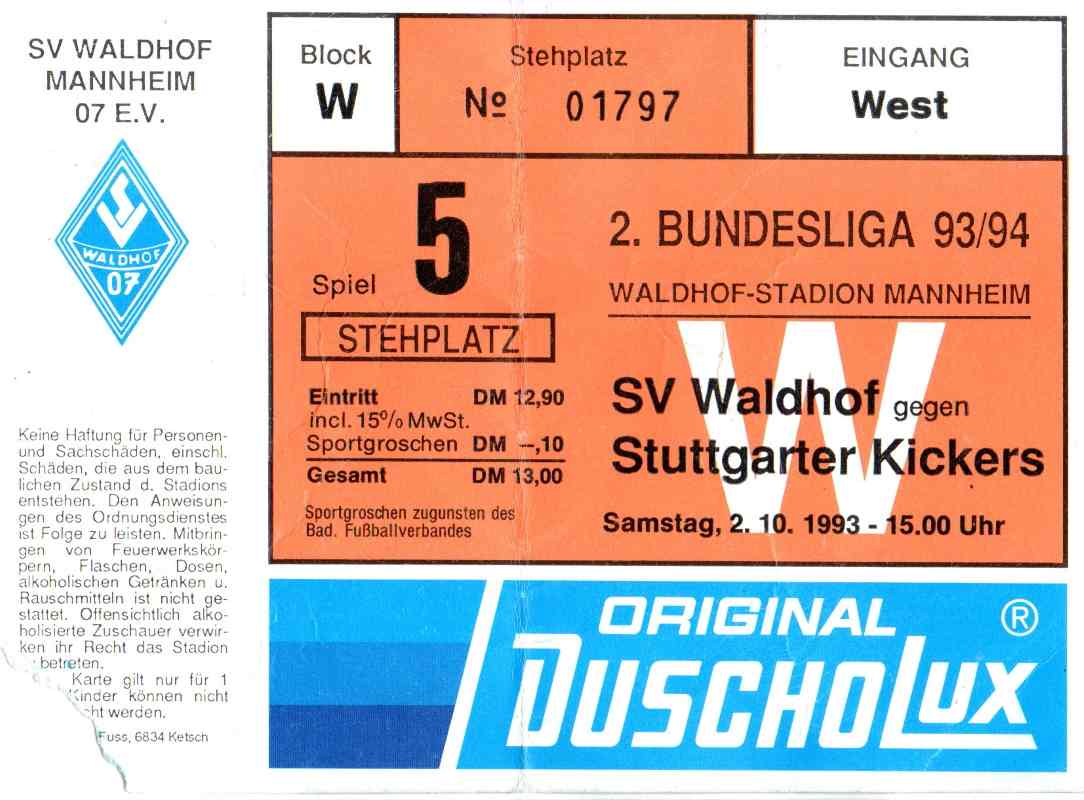 SV WALDHOF
MANNHEIM
07 E.V.
WALDHOF
07
Keine Haftung für Personen-
und Sachschäden, einschl.
Schäden, die aus dem bau-
lichen Zustand d. Stadions
entstehen. Den Anweisun-
gen des Ordnungsdienstes
ist Folge zu leisten. Mitbrin-
gen von Feuerwerkskör-
pern, Flaschen, Dosen,
alkoholischen Getränken u.
Rauschmitteln ist nicht ge-
stattet. Offensichtlich alko-
holisierte Zuschauer verwir-
ken ihr Recht das Stadion
betreten.
Karte gilt nur für 1
Kinder können nicht
werden.
Fuss, 6834 Ketsch
Block
W
Stehplatz
Nº 01797
EINGANG
West
Spiel 5
STEHPLATZ
Eintritt DM 12,90
incl. 15% MwSt.
Sportgroschen DM –,10
Gesamt DM 13,00
Sportgroschen zugunsten des
Bad. Fußballverbandes
2. BUNDESLIGA 93/94
WALDHOF-STADION MANNHEIM
W
SV Waldhof gegen
Stuttgarter Kickers
Samstag, 2. 10. 1993 - 15.00 Uhr
ORIGINAL ®
DUSCHOLUX